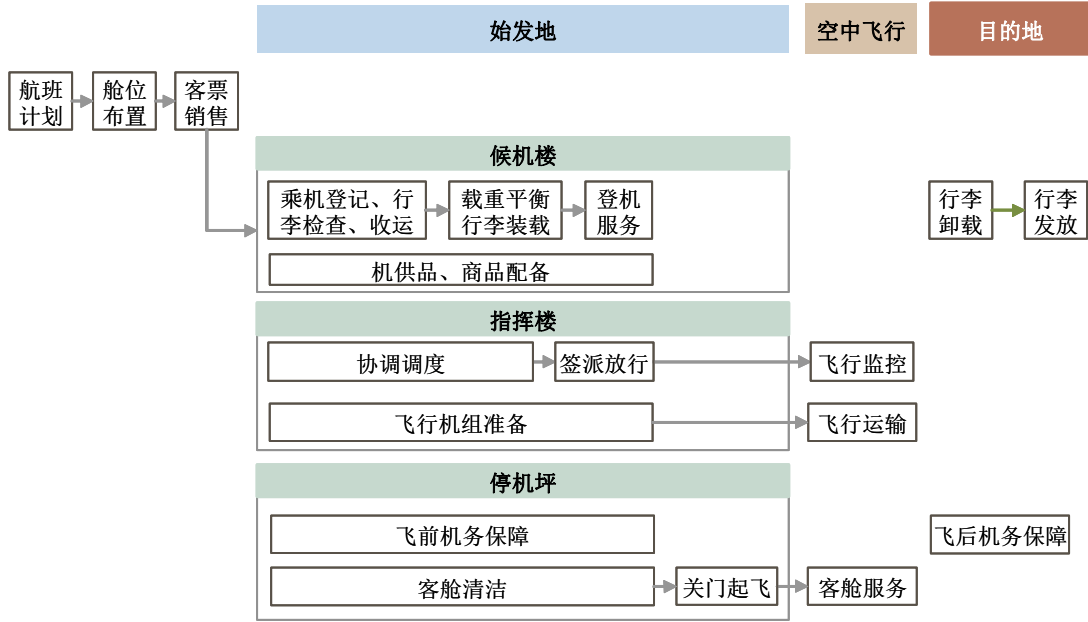 始发地
空中飞行
目的地
航班
计划
舱位
布置
客票
销售
候机楼
乘机登记、行
李检查、收运
载重平衡
行李装载
登机
服务
行李
卸载
行李
发放
机供品、商品配备
指挥楼
协调调度
签派放行
飞行监控
飞行机组准备
飞行运输
停机坪
飞前机务保障
飞后机务保障
客舱清洁
关门起飞
客舱服务